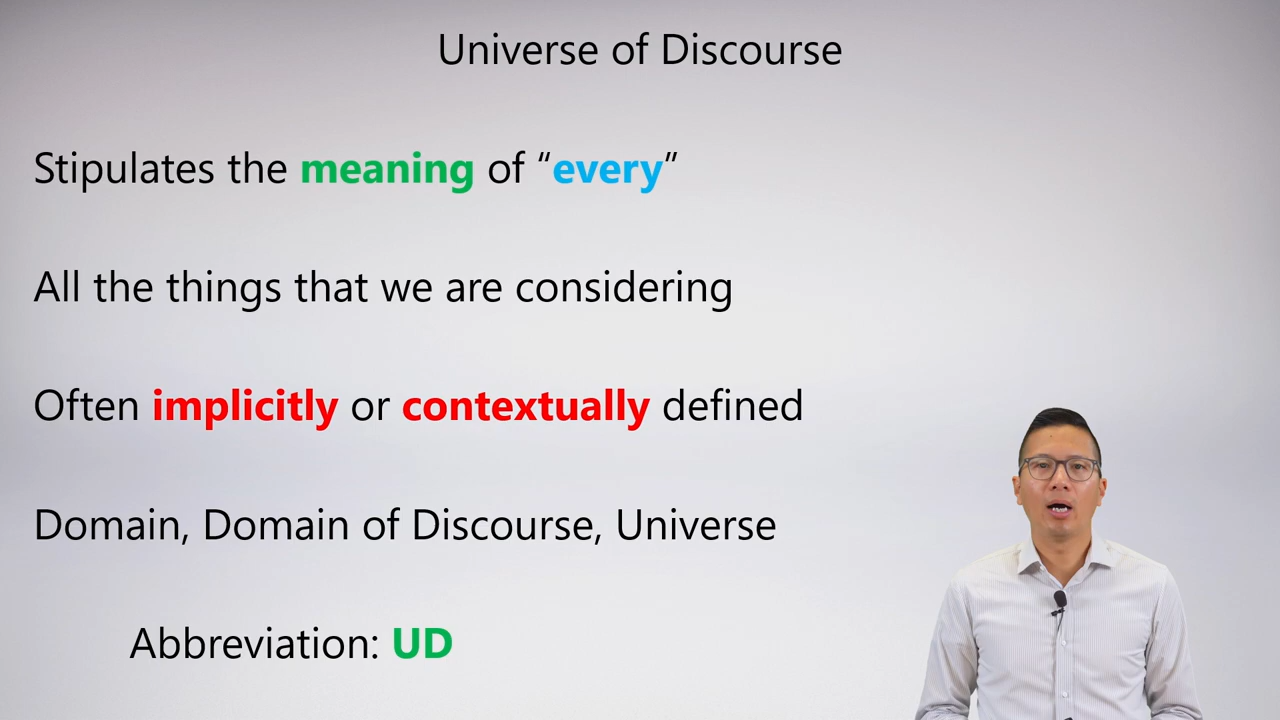 Universe of Discourse
Stipulates the meaning of “every”
All the things that we are considering
Often implicitly or contextually defined
Domain, Domain of Discourse, Universe
Abbreviation: UD